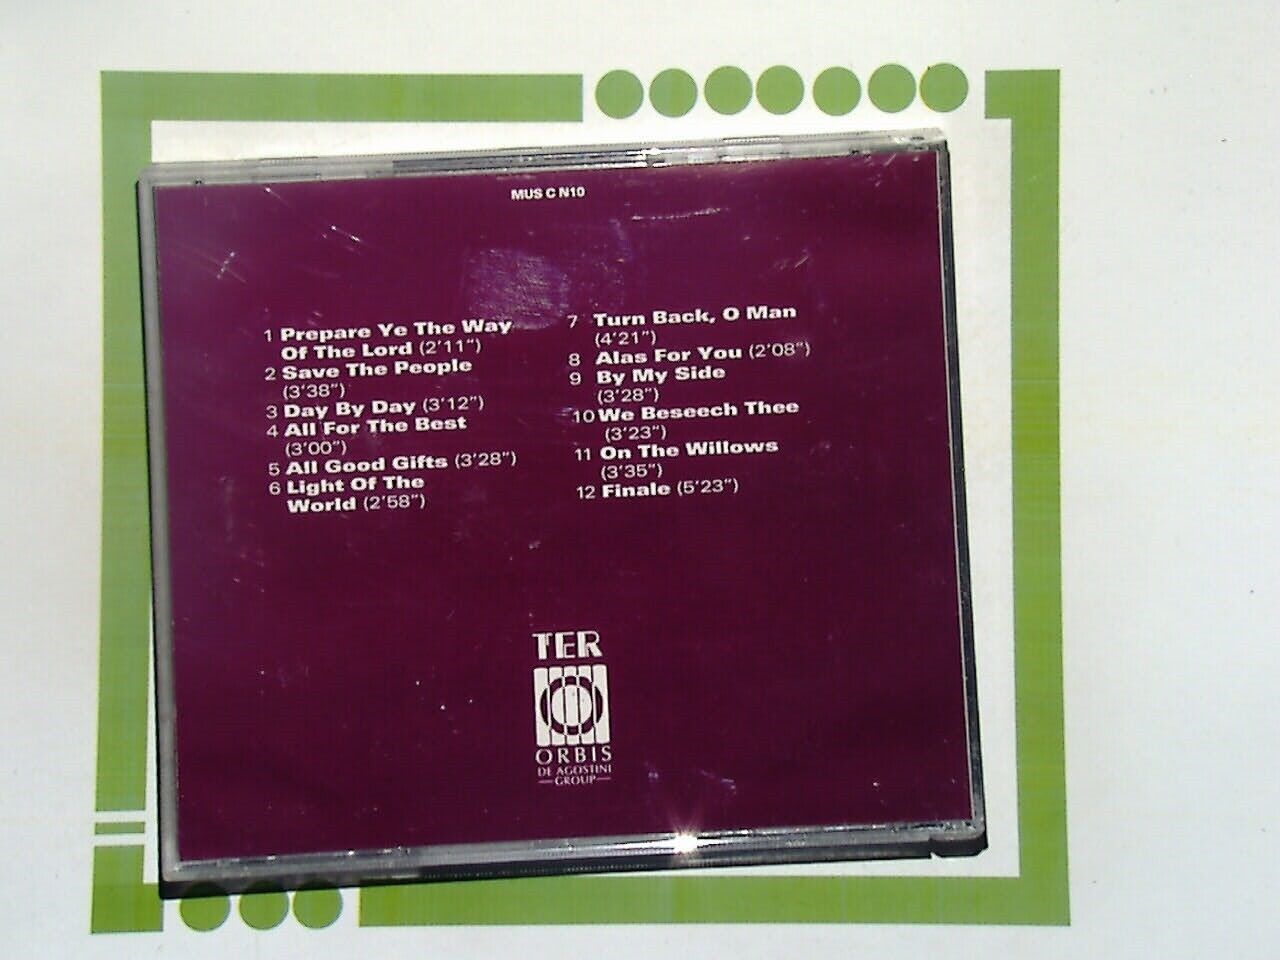 MUS C N10
1 Prepare Ye The Way
Of The Lord (2'11")
2 Save The People
(3'38")
3 Day By Day (3'12")
4 All For The Best
(3'00")
5 All Good Gifts (3'28")
6 Light Of The
World (2'58")
7 Turn Back, O Man
(4'21")
8 Alas For You (2'08")
9 By My Side
(3'28")
10 We Beseech Thee
(3'23")
11 On The Willows
(3'35")
12 Finale (5'23")
TER
ORBIS
DE AGOSTINI
—GROUP—